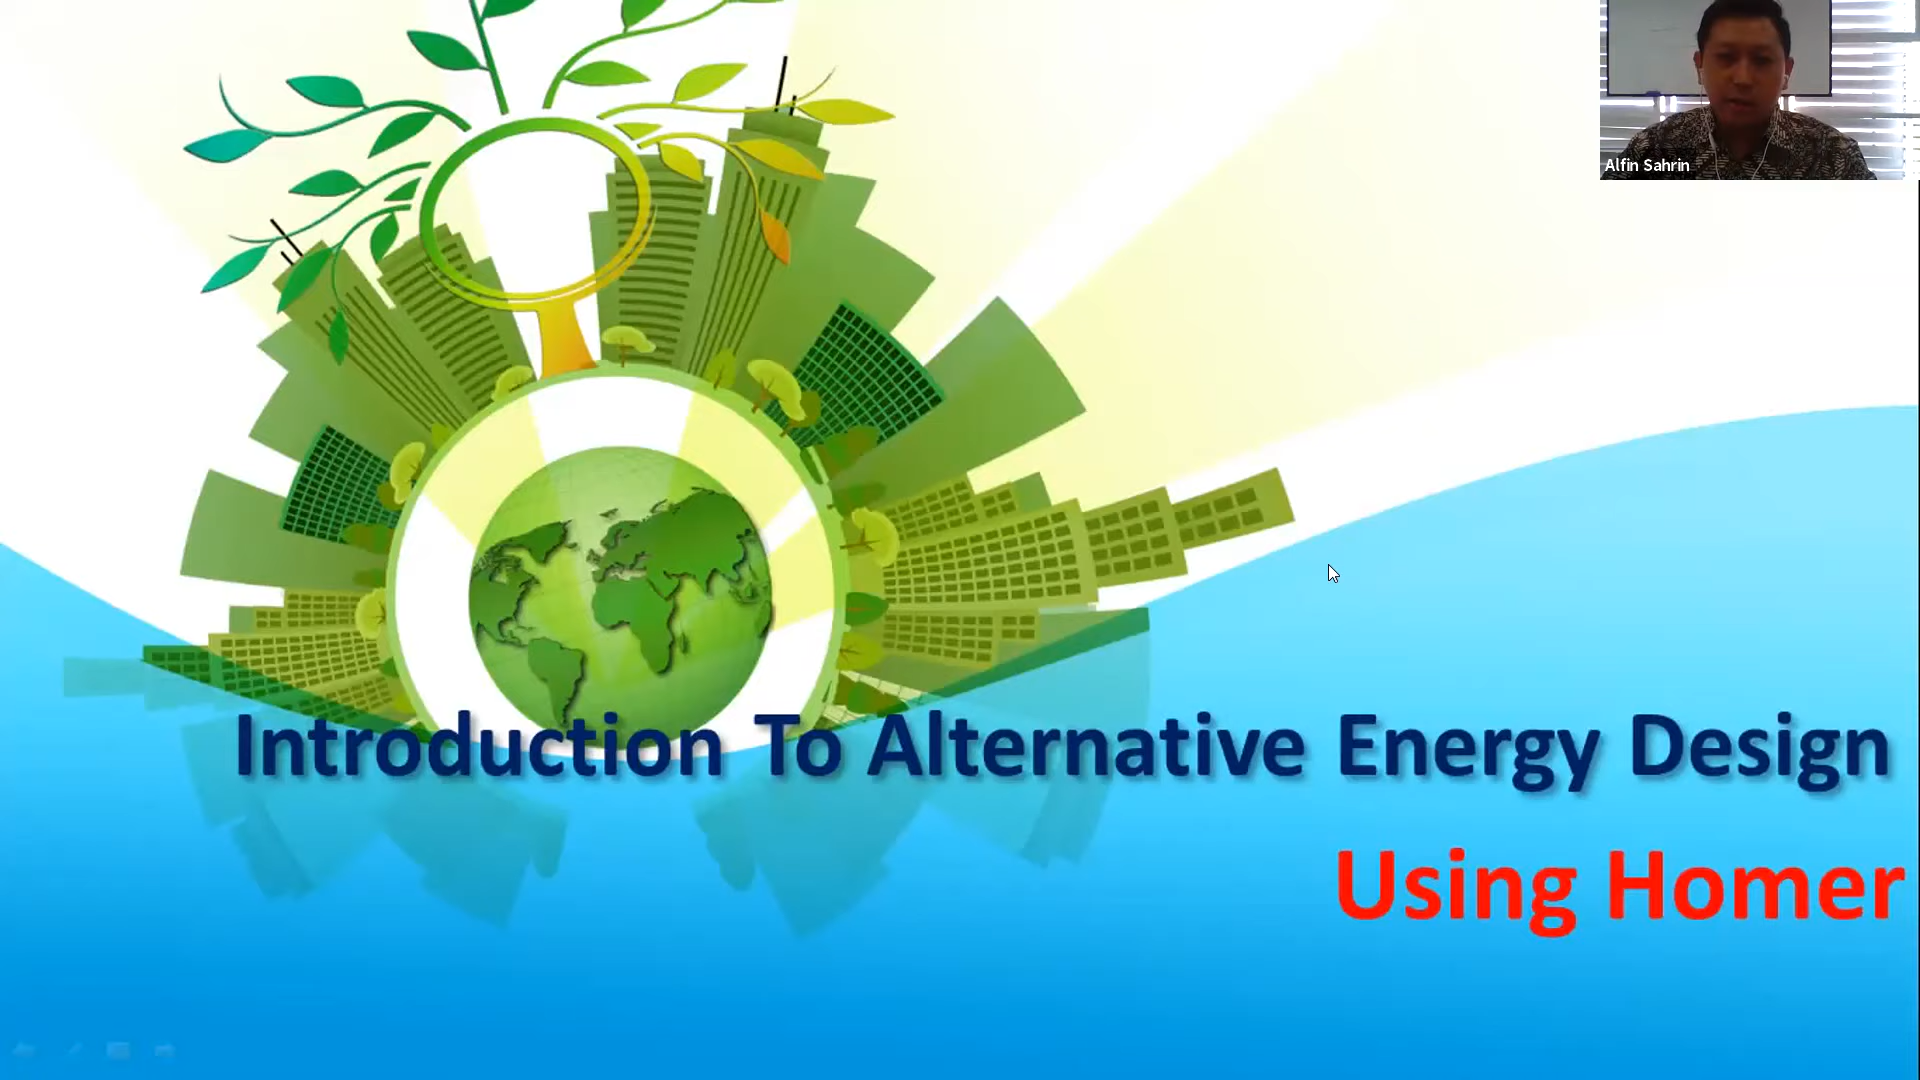 Alfin Sahrin
Introduction To Alternative Energy Design
Using Homer